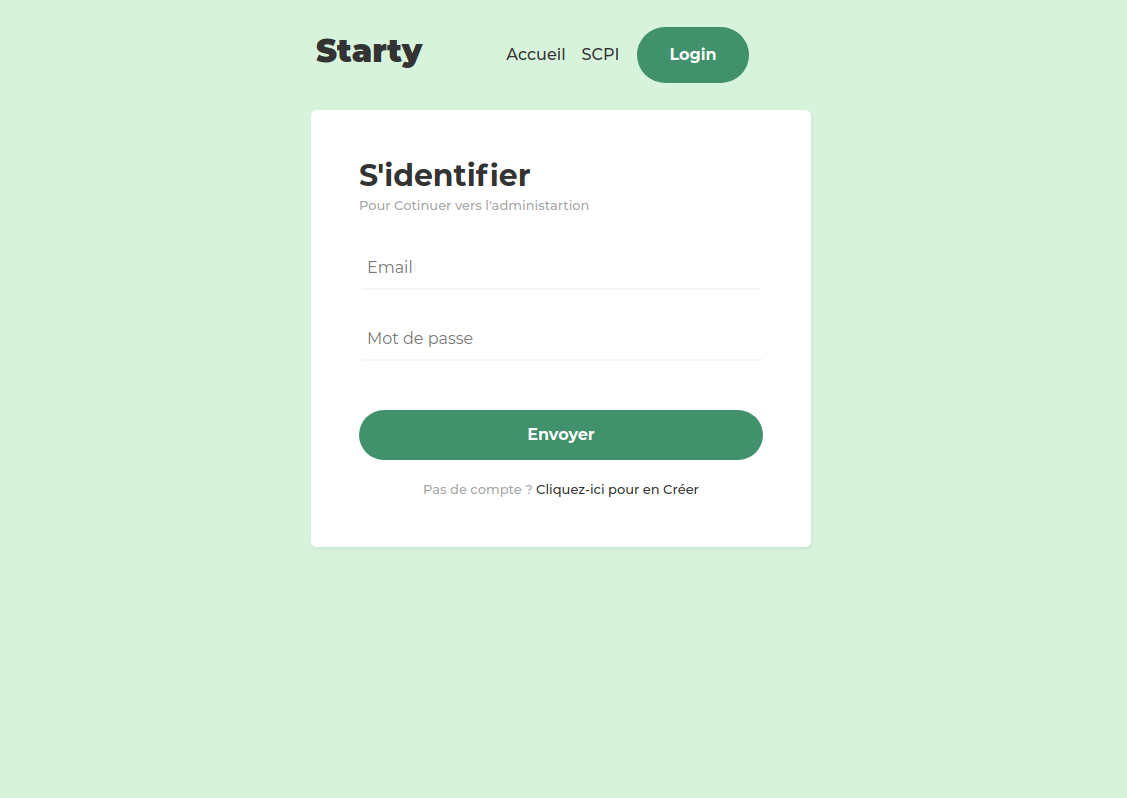 Starty
Accueil SCPI Login
S'identifier
Pour Cotinuer vers l'administartion
Email
Mot de passe
Envoyer
Pas de compte ? Cliquez-ici pour en Créer